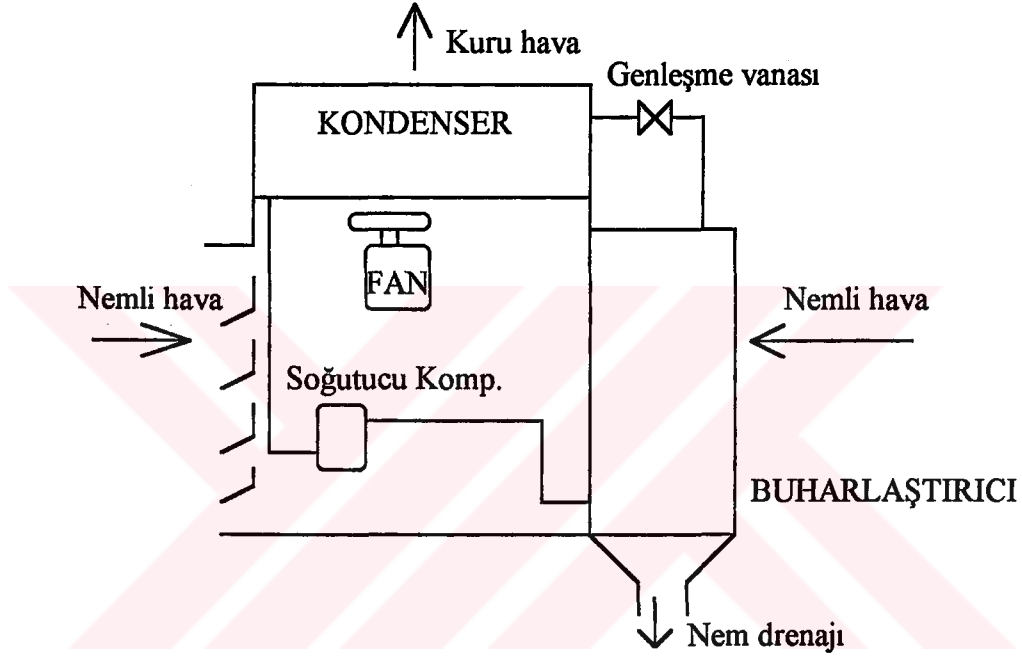 Kuru hava
Genleşme vanası
KONDENSER
FAN
Nemli hava
Nemli hava
Soğutucu Komp.
BUHARLAŞTIRICI
Nem drenajı